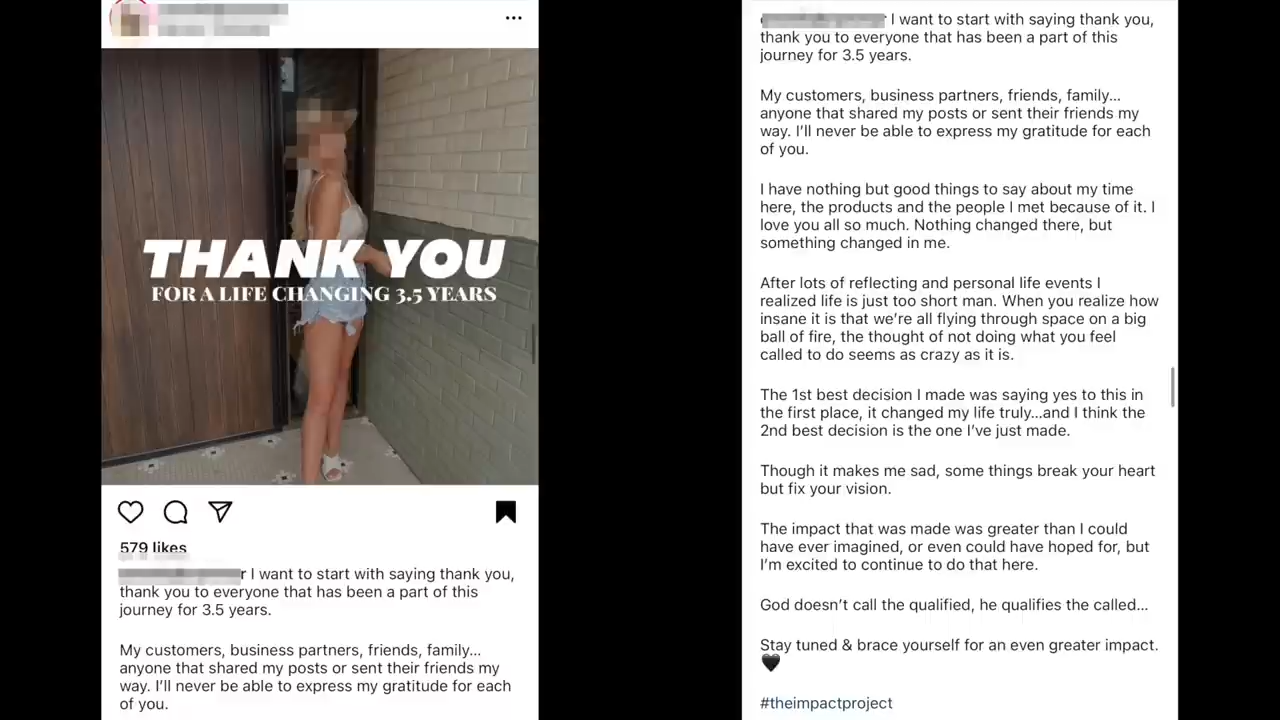 THANK YOU
FOR A LIFE CHANGING 3.5 YEARS
579 likes
r I want to start with saying thank you,
thank you to everyone that has been a part of this
journey for 3.5 years.
My customers, business partners, friends, family...
anyone that shared my posts or sent their friends my
way. I'll never be able to express my gratitude for each
of you.
I want to start with saying thank you,
thank you to everyone that has been a part of this
journey for 3.5 years.
My customers, business partners, friends, family...
anyone that shared my posts or sent their friends my
way. I'll never be able to express my gratitude for each
of you.
I have nothing but good things to say about my time
here, the products and the people I met because of it. I
love you all so much. Nothing changed there, but
something changed in me.
After lots of reflecting and personal life events I
realized life is just too short man. When you realize how
insane it is that we're all flying through space on a big
ball of fire, the thought of not doing what you feel
called to do seems as crazy as it is.
The 1st best decision I made was saying yes to this in
the first place, it changed my life truly...and I think the
2nd best decision is the one I've just made.
Though it makes me sad, some things break your heart
but fix your vision.
The impact that was made was greater than I could
have ever imagined, or even could have hoped for, but
I'm excited to continue to do that here.
God doesn't call the qualified, he qualifies the called...
Stay tuned & brace yourself for an even greater impact.
🖤
#theimpactproject